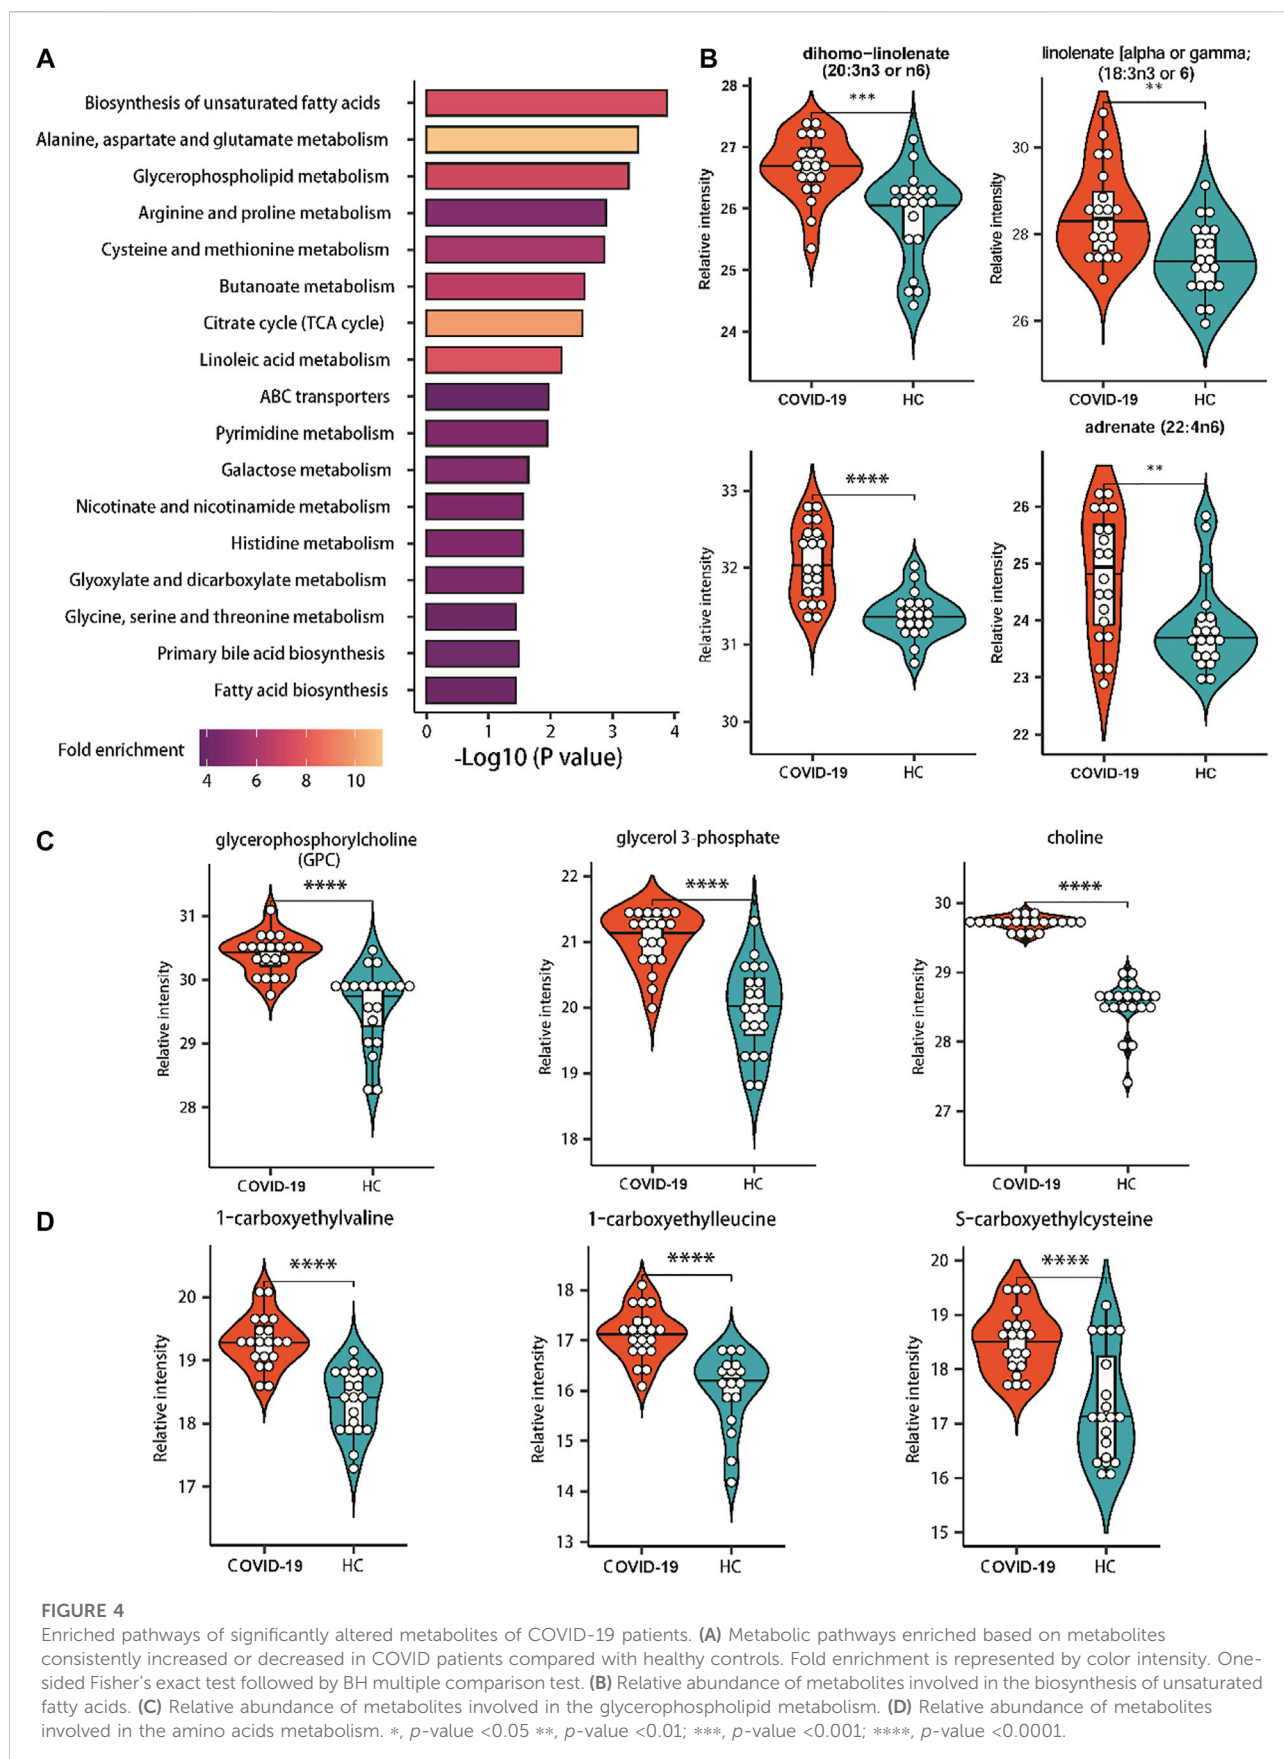 A
Biosynthesis of unsaturated fatty acids
Alanine, aspartate and glutamate metabolism
Glycerophospholipid metabolism
Arginine and proline metabolism
Cysteine and methionine metabolism
Butanoate metabolism
Citrate cycle (TCA cycle)
Linoleic acid metabolism
ABC transporters
Pyrimidine metabolism
Galactose metabolism
Nicotinate and nicotinamide metabolism
Histidine metabolism
Glyoxylate and dicarboxylate metabolism
Glycine, serine and threonine metabolism
Primary bile acid biosynthesis
Fatty acid biosynthesis
0 1 2 3 4
-Log10 (P value)
Fold enrichment
4 6 8 10
B
dihomo-linolenate
(20:3n3 or n6)
***
28
27
26
25
24
Relative intensity
COVID-19 HC
linolenate [alpha or gamma;
(18:3n3 or 6)
**
30
28
26
Relative intensity
COVID-19 HC
****
33
32
31
30
Relative intensity
COVID-19 HC
adrenate (22:4n6)
**
26
25
24
23
22
Relative intensity
COVID-19 HC
C
glycerophosphorylcholine
(GPC)
****
31
30
29
28
Relative intensity
COVID-19 HC
glycerol 3-phosphate
****
22
21
20
19
18
Relative intensity
COVID-19 HC
choline
****
30
29
28
27
Relative intensity
COVID-19 HC
D
1-carboxyethylvaline
****
20
19
18
17
Relative intensity
COVID-19 HC
1-carboxyethylleucine
****
18
17
16
15
14
13
Relative intensity
COVID-19 HC
S-carboxyethylcysteine
****
20
19
18
17
16
15
Relative intensity
COVID-19 HC
FIGURE 4
Enriched pathways of significantly altered metabolites of COVID-19 patients. (A) Metabolic pathways enriched based on metabolites
consistently increased or decreased in COVID patients compared with healthy controls. Fold enrichment is represented by color intensity. One-
sided Fisher's exact test followed by BH multiple comparison test. (B) Relative abundance of metabolites involved in the biosynthesis of unsaturated
fatty acids. (C) Relative abundance of metabolites involved in the glycerophospholipid metabolism. (D) Relative abundance of metabolites
involved in the amino acids metabolism. *, p-value <0.05 **, p-value <0.01; ***, p-value <0.001; ****, p-value <0.0001.